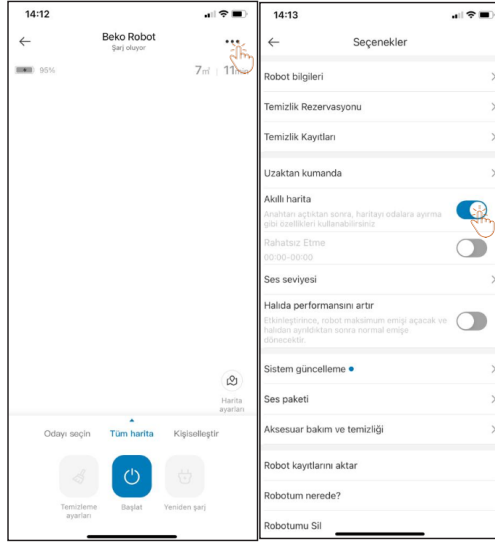 14:12
Beko Robot
Şarj oluyor
95%
7㎡ | 11min
Harita
ayarları
Odayı seçin Tüm harita Kişiselleştir
Temizleme
ayarları
Başlat
Yeniden şarj
14:13
Seçenekler
Robot bilgileri
Temizlik Rezervasyonu
Temizlik Kayıtları
Uzaktan kumanda
Akıllı harita
Anahtarı açtıktan sonra, haritayı odalara ayırma
gibi özellikleri kullanabilirsiniz
Rahatsız Etme
00:00-00:00
Ses seviyesi
Halıda performansını artır
Etkinleştirince, robot maksimum emişi açacak ve
halıdan ayrıldıktan sonra normal emişe
dönecektir.
Sistem güncelleme
Ses paketi
Aksesuar bakım ve temizliği
Robot kayıtlarını aktar
Robotum nerede?
Robotumu Sil